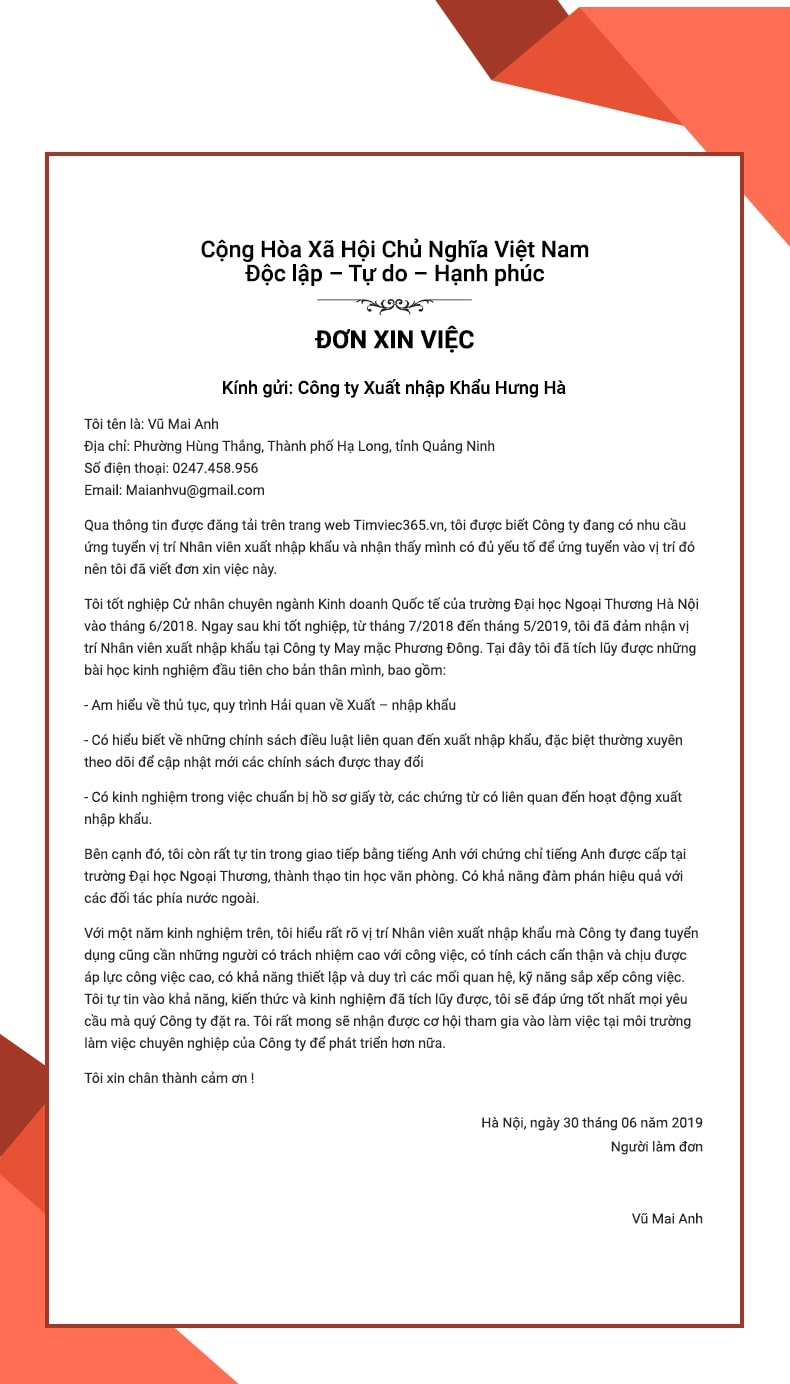 Cộng Hòa Xã Hội Chủ Nghĩa Việt Nam
Độc lập – Tự do – Hạnh phúc
ĐƠN XIN VIỆC
Kính gửi: Công ty Xuất nhập Khẩu Hưng Hà
Tôi tên là: Vũ Mai Anh
Địa chỉ: Phường Hùng Thắng, Thành phố Hạ Long, tỉnh Quảng Ninh
Số điện thoại: 0247.458.956
Email: Maianhvu@gmail.com
Qua thông tin được đăng tải trên trang web Timviec365.vn, tôi được biết Công ty đang có nhu cầu
ứng tuyển vị trí Nhân viên xuất nhập khẩu và nhận thấy mình có đủ yếu tố để ứng tuyển vào vị trí đó
nên tôi đã viết đơn xin việc này.
Tôi tốt nghiệp Cử nhân chuyên ngành Kinh doanh Quốc tế của trường Đại học Ngoại Thương Hà Nội
vào tháng 6/2018. Ngay sau khi tốt nghiệp, từ tháng 7/2018 đến tháng 5/2019, tôi đã đảm nhận vị
trí Nhân viên xuất nhập khẩu tại Công ty May mặc Phương Đông. Tại đây tôi đã tích lũy được những
bài học kinh nghiệm đầu tiên cho bản thân mình, bao gồm:
- Am hiểu về thủ tục, quy trình Hải quan về Xuất – nhập khẩu
- Có hiểu biết về những chính sách điều luật liên quan đến xuất nhập khẩu, đặc biệt thường xuyên
theo dõi để cập nhật mới các chính sách được thay đổi
- Có kinh nghiệm trong việc chuẩn bị hồ sơ giấy tờ, các chứng từ có liên quan đến hoạt động xuất
nhập khẩu.
Bên cạnh đó, tôi còn rất tự tin trong giao tiếp bằng tiếng Anh với chứng chỉ tiếng Anh được cấp tại
trường Đại học Ngoại Thương, thành thạo tin học văn phòng. Có khả năng đàm phán hiệu quả với
các đối tác phía nước ngoài.
Với một năm kinh nghiệm trên, tôi hiểu rất rõ vị trí Nhân viên xuất nhập khẩu mà Công ty đang tuyển
dụng cũng cần những người có trách nhiệm cao với công việc, có tính cách cẩn thận và chịu được
áp lực công việc cao, có khả năng thiết lập và duy trì các mối quan hệ, kỹ năng sắp xếp công việc.
Tôi tự tin vào khả năng, kiến thức và kinh nghiệm đã tích lũy được, tôi sẽ đáp ứng tốt nhất mọi yêu
cầu mà quý Công ty đặt ra. Tôi rất mong sẽ nhận được cơ hội tham gia vào làm việc tại môi trường
làm việc chuyên nghiệp của Công ty để phát triển hơn nữa.
Tôi xin chân thành cảm ơn !
Hà Nội, ngày 30 tháng 06 năm 2019
Người làm đơn
Vũ Mai Anh